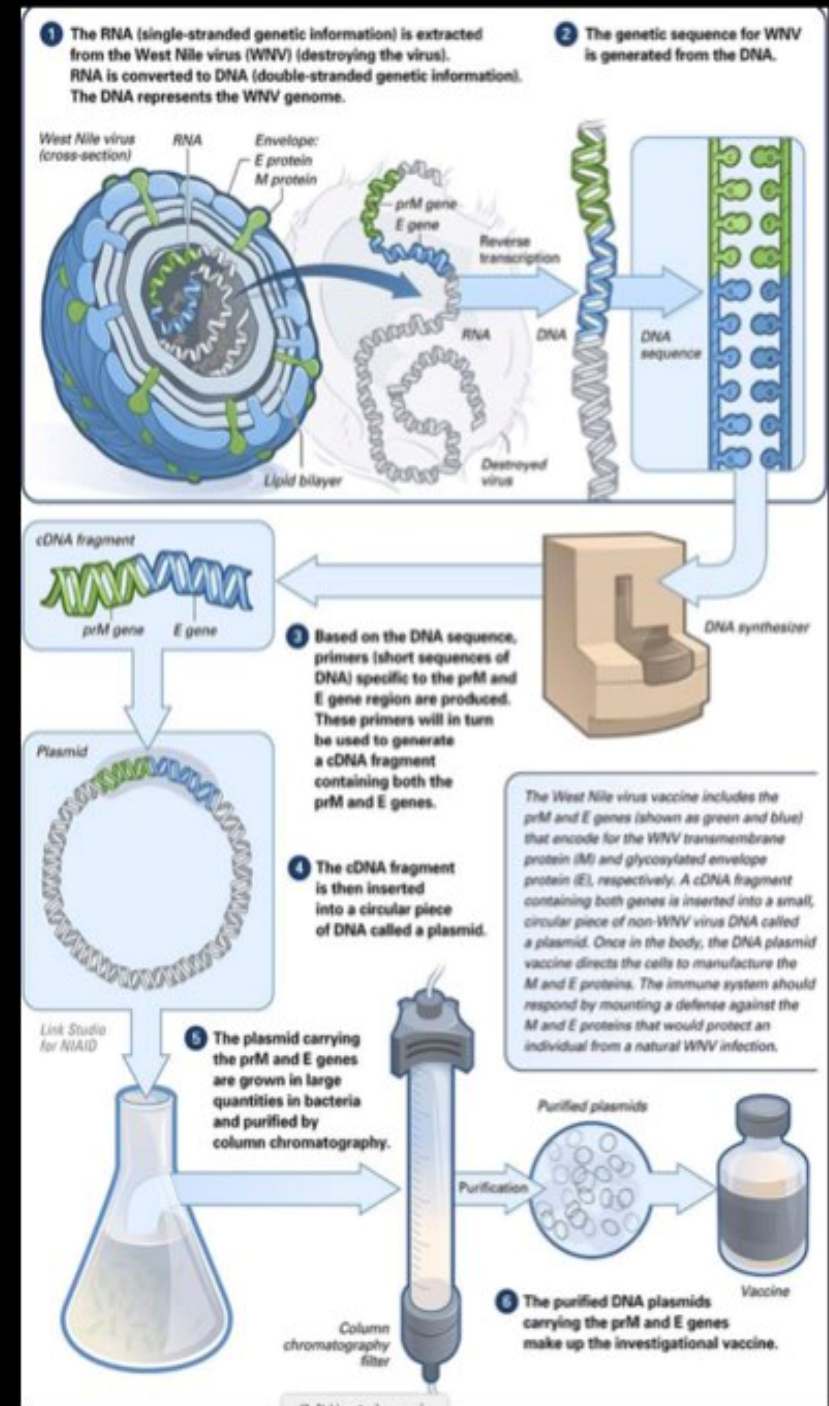 1 The RNA (single-stranded genetic information) is extracted
from the West Nile virus (WNV) (destroying the virus).
RNA is converted to DNA (double-stranded genetic information).
The DNA represents the WNV genome.
2 The genetic sequence for WNV
is generated from the DNA.
West Nile virus
(cross-section)
RNA
Envelope:
E protein
M protein
prM gene
E gene
Reverse
transcription
RNA
DNA
DNA
sequence
Lipid bilayer
Destroyed
virus
cDNA fragment
prM gene
E gene
DNA synthesizer
3 Based on the DNA sequence,
primers (short sequences of
DNA) specific to the prM and
E gene region are produced.
These primers will in turn
be used to generate
a cDNA fragment
containing both the
prM and E genes.
Plasmid
4 The cDNA fragment
is then inserted
into a circular piece
of DNA called a plasmid.
The West Nile virus vaccine includes the
prM and E genes (shown as green and blue)
that encode for the WNV transmembrane
protein (M) and glycosylated envelope
protein (E), respectively. A cDNA fragment
containing both genes is inserted into a small,
circular piece of non-WNV virus DNA called
a plasmid. Once in the body, the DNA plasmid
vaccine directs the cells to manufacture the
M and E proteins. The immune system should
respond by mounting a defense against the
M and E proteins that would protect an
individual from a natural WNV infection.
Link Studio
for NIAID
5 The plasmid carrying
the prM and E genes
are grown in large
quantities in bacteria
and purified by
column chromatography.
Purified plasmids
Purification
Vaccine
Column
chromatography
filter
6 The purified DNA plasmids
carrying the prM and E genes
make up the investigational vaccine.